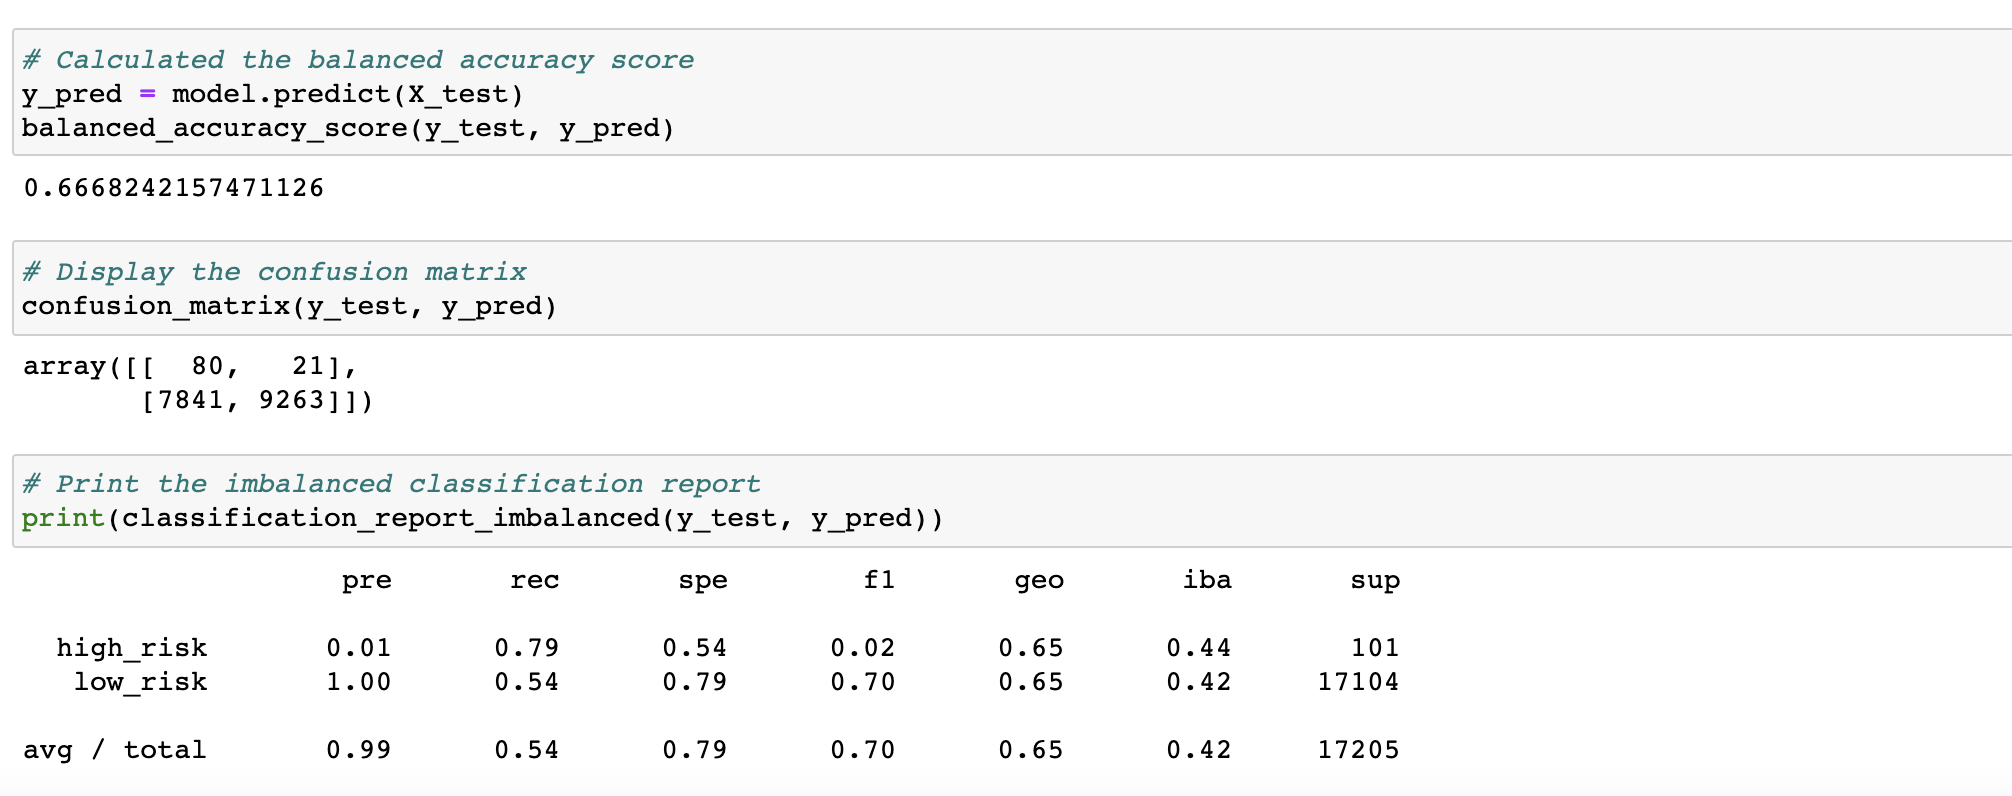 # Calculated the balanced accuracy score
y_pred = model.predict(X_test)
balanced_accuracy_score(y_test, y_pred)
0.6668242157471126
# Display the confusion matrix
confusion_matrix(y_test, y_pred)
array([[  80,   21],
       [7841, 9263]])
# Print the imbalanced classification report
print(classification_report_imbalanced(y_test, y_pred))
                   pre       rec       spe        f1       geo       iba       sup
  high_risk       0.01      0.79      0.54      0.02      0.65      0.44       101
   low_risk       1.00      0.54      0.79      0.70      0.65      0.42     17104
avg / total       0.99      0.54      0.79      0.70      0.65      0.42     17205